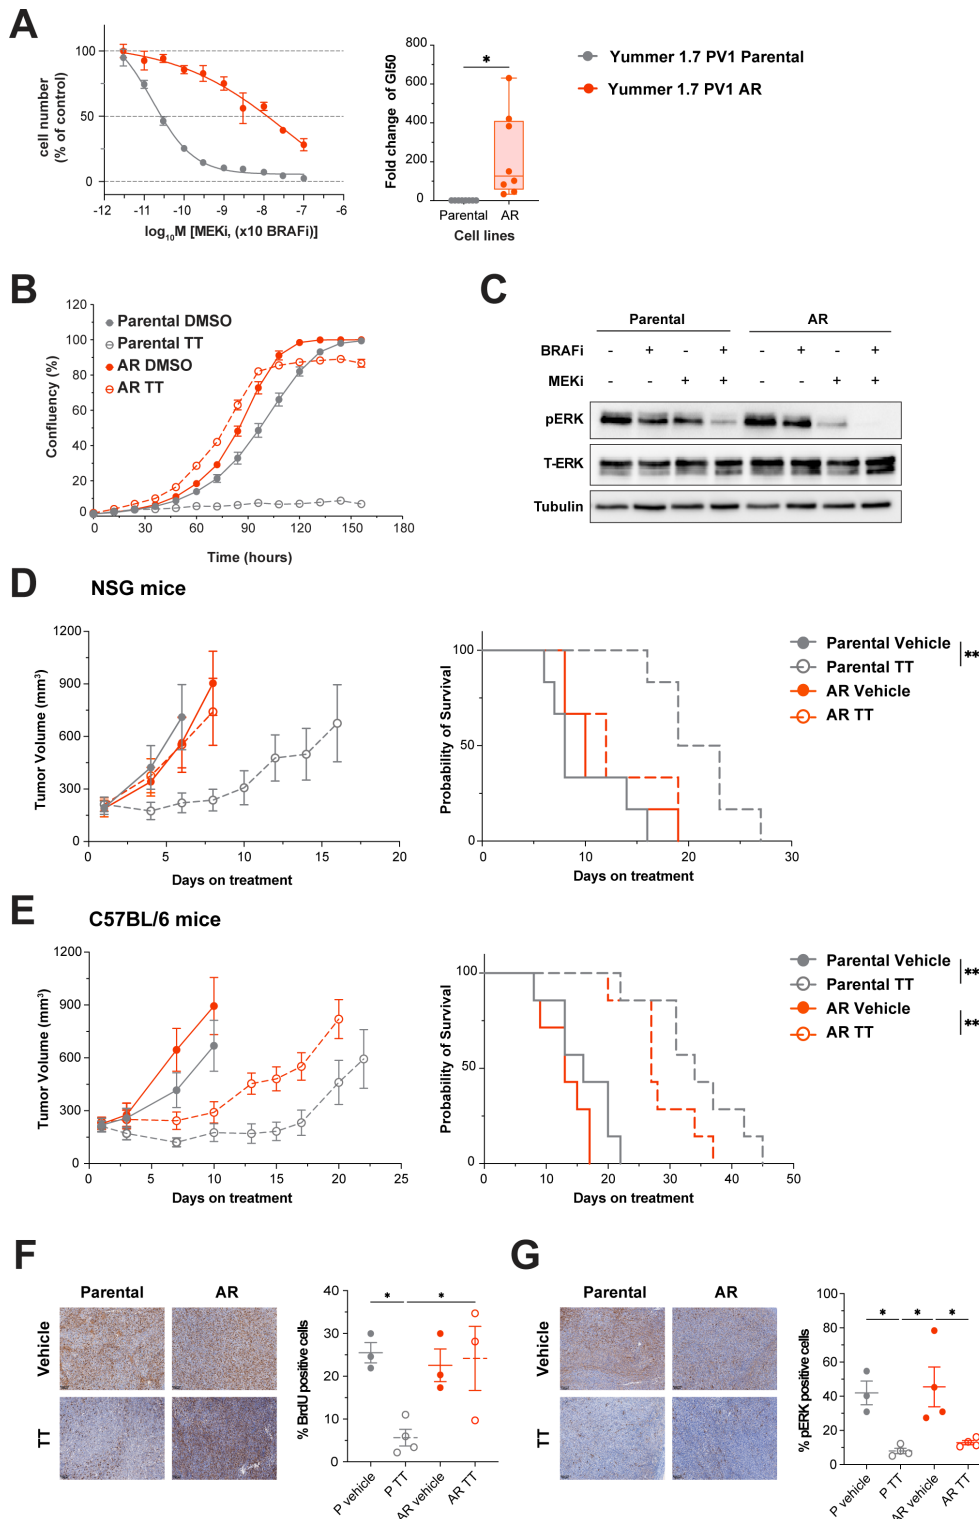 A
cell number
(% of control)
100
50
0
-12
-11
-10
-9
-8
-7
-6
log10M [MEKi, (x10 BRAFi)]
Fold change of GI50
800
600
400
200
0
*
Parental
AR
Cell lines
Yummer 1.7 PV1 Parental
Yummer 1.7 PV1 AR
B
Confluency (%)
120
100
80
60
40
20
0
0
30
60
90
120
150
180
Time (hours)
Parental DMSO
Parental TT
AR DMSO
AR TT
C
Parental
AR
BRAFi
- + - + - + - +
MEKi
- - + + - - + +
pERK
T-ERK
Tubulin
D
NSG mice
Tumor Volume (mm3)
1200
900
600
300
0
0
5
10
15
20
Days on treatment
Probability of Survival
100
50
0
0
10
20
30
Days on treatment
Parental Vehicle
Parental TT
AR Vehicle
AR TT
**
E
C57BL/6 mice
Tumor Volume (mm3)
1200
900
600
300
0
0
5
10
15
20
25
Days on treatment
Probability of Survival
100
50
0
0
10
20
30
40
50
Days on treatment
Parental Vehicle
Parental TT
AR Vehicle
AR TT
**
**
F
Parental
AR
Vehicle
TT
% BrdU positive cells
40
30
20
10
0
*
*
P vehicle
P TT
AR vehicle
AR TT
G
Parental
AR
Vehicle
TT
% pERK positive cells
100
80
60
40
20
0
*
*
*
P vehicle
P TT
AR vehicle
AR TT